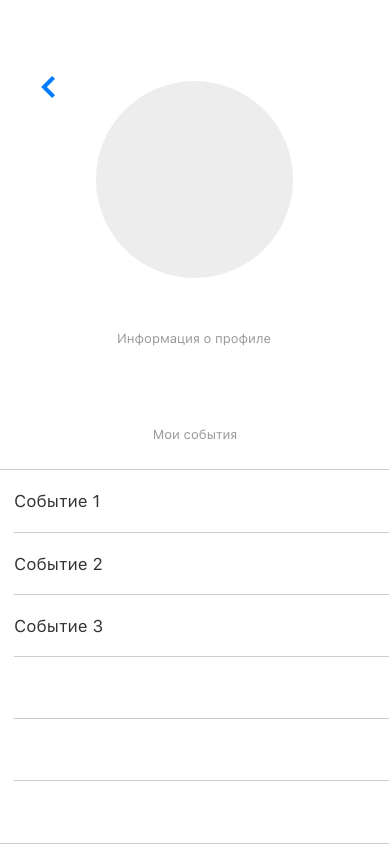 Информация о профиле
Мои события
Событие 1
Событие 2
Событие 3